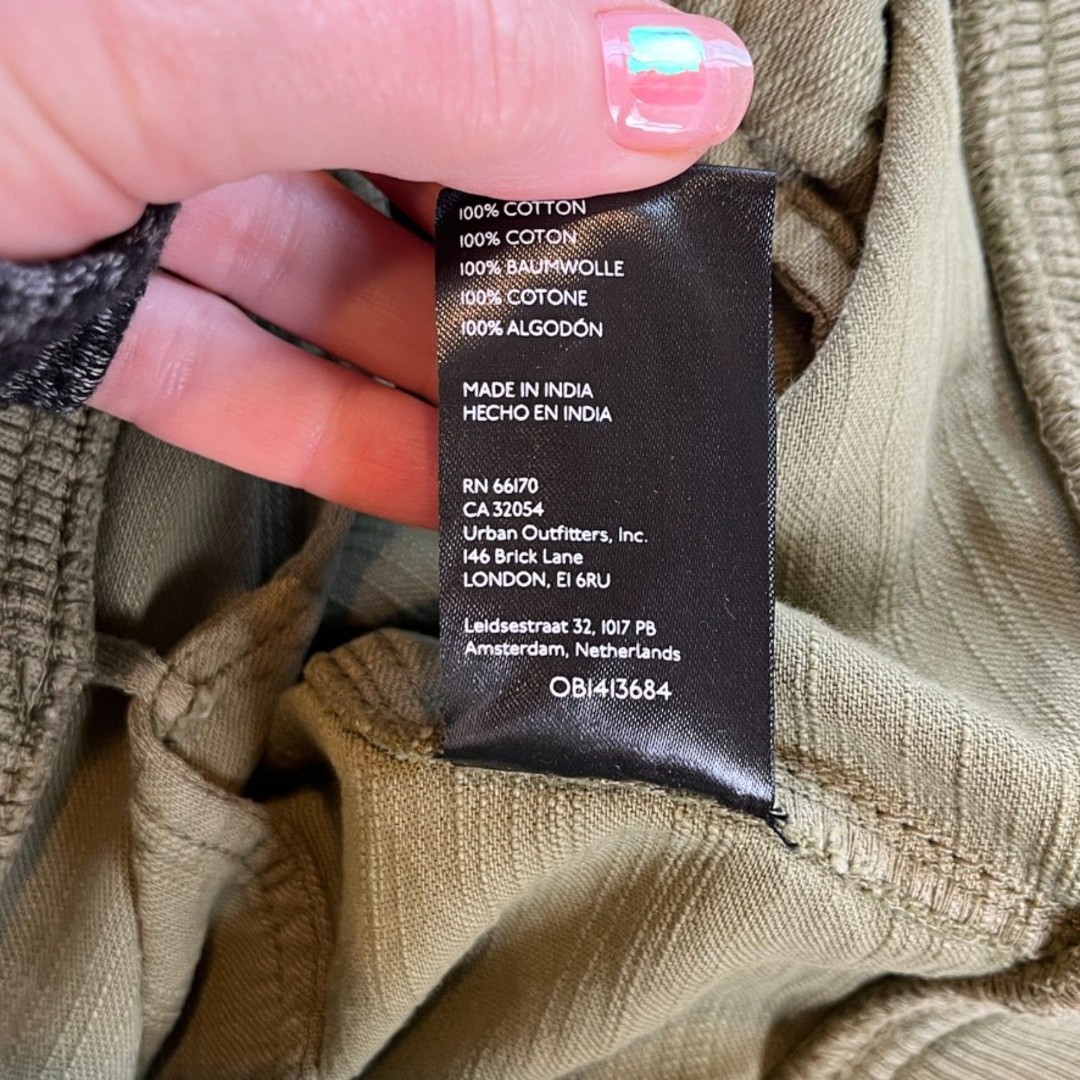 100% COTTON
100% COTON
100% BAUMWOLLE
100% COTONE
100% ALGODÓN
MADE IN INDIA
HECHO EN INDIA
RN 66170
CA 32054
Urban Outfitters, Inc.
146 Brick Lane
LONDON, E1 6RU
Leidsestraat 32, 1017 PB
Amsterdam, Netherlands
OB1413684